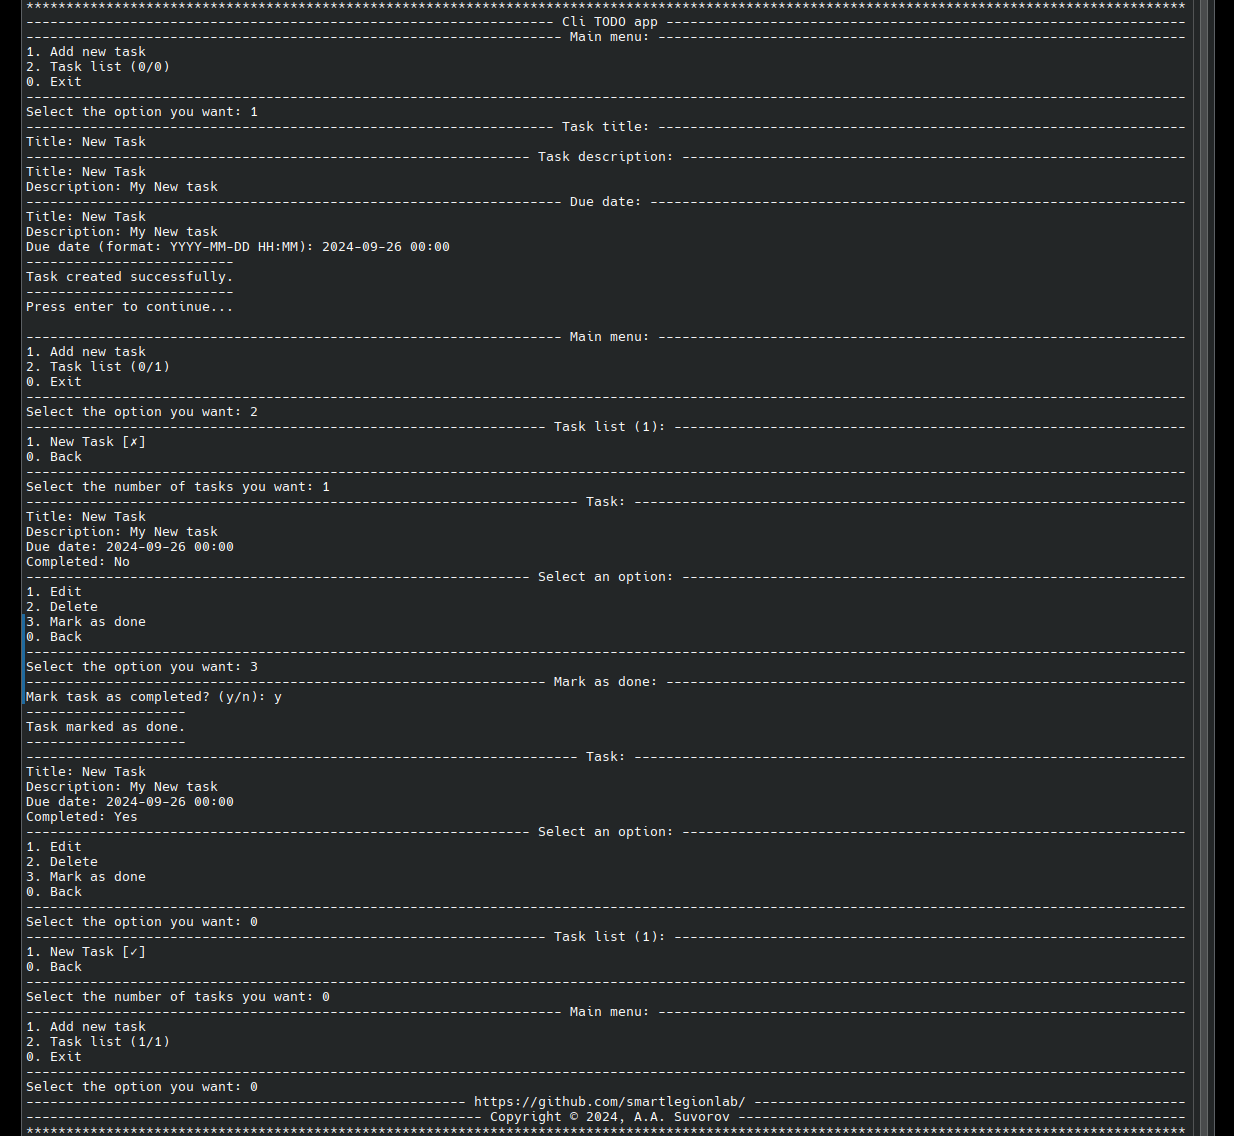 ************************************************************************************************************************************************* 
------------------------------------------------------------------ Cli TODO app -----------------------------------------------------------------
------------------------------------------------------------------- Main menu: ------------------------------------------------------------------
1. Add new task
2. Task list (0/0)
0. Exit
-------------------------------------------------------------------------------------------------------------------------------------------------
Select the option you want: 1
------------------------------------------------------------------ Task title: ------------------------------------------------------------------
Title: New Task
--------------------------------------------------------------- Task description: ---------------------------------------------------------------
Title: New Task
Description: My New task
------------------------------------------------------------------- Due date: -------------------------------------------------------------------
Title: New Task
Description: My New task
Due date (format: YYYY-MM-DD HH:MM): 2024-09-26 00:00
--------------------------
Task created successfully.
--------------------------
Press enter to continue...
------------------------------------------------------------------- Main menu: ------------------------------------------------------------------
1. Add new task
2. Task list (0/1)
0. Exit
-------------------------------------------------------------------------------------------------------------------------------------------------
Select the option you want: 2
----------------------------------------------------------------- Task list (1): ----------------------------------------------------------------
1. New Task [✗]
0. Back
-------------------------------------------------------------------------------------------------------------------------------------------------
Select the number of tasks you want: 1
--------------------------------------------------------------------- Task: ---------------------------------------------------------------------
Title: New Task
Description: My New task
Due date: 2024-09-26 00:00
Completed: No
--------------------------------------------------------------- Select an option: ---------------------------------------------------------------
1. Edit
2. Delete
3. Mark as done
0. Back
-------------------------------------------------------------------------------------------------------------------------------------------------
Select the option you want: 3
----------------------------------------------------------------- Mark as done: -----------------------------------------------------------------
Mark task as completed? (y/n): y
--------------------
Task marked as done.
--------------------
--------------------------------------------------------------------- Task: ---------------------------------------------------------------------
Title: New Task
Description: My New task
Due date: 2024-09-26 00:00
Completed: Yes
--------------------------------------------------------------- Select an option: ---------------------------------------------------------------
1. Edit
2. Delete
3. Mark as done
0. Back
-------------------------------------------------------------------------------------------------------------------------------------------------
Select the option you want: 0
----------------------------------------------------------------- Task list (1): ----------------------------------------------------------------
1. New Task [✓]
0. Back
-------------------------------------------------------------------------------------------------------------------------------------------------
Select the number of tasks you want: 0
------------------------------------------------------------------- Main menu: ------------------------------------------------------------------
1. Add new task
2. Task list (1/1)
0. Exit
-------------------------------------------------------------------------------------------------------------------------------------------------
Select the option you want: 0
------------------------------------------------------- https://github.com/smartlegionlab/ ------------------------------------------------------
--------------------------------------------------------- Copyright © 2024, A.A. Suvorov --------------------------------------------------------
*************************************************************************************************************************************************